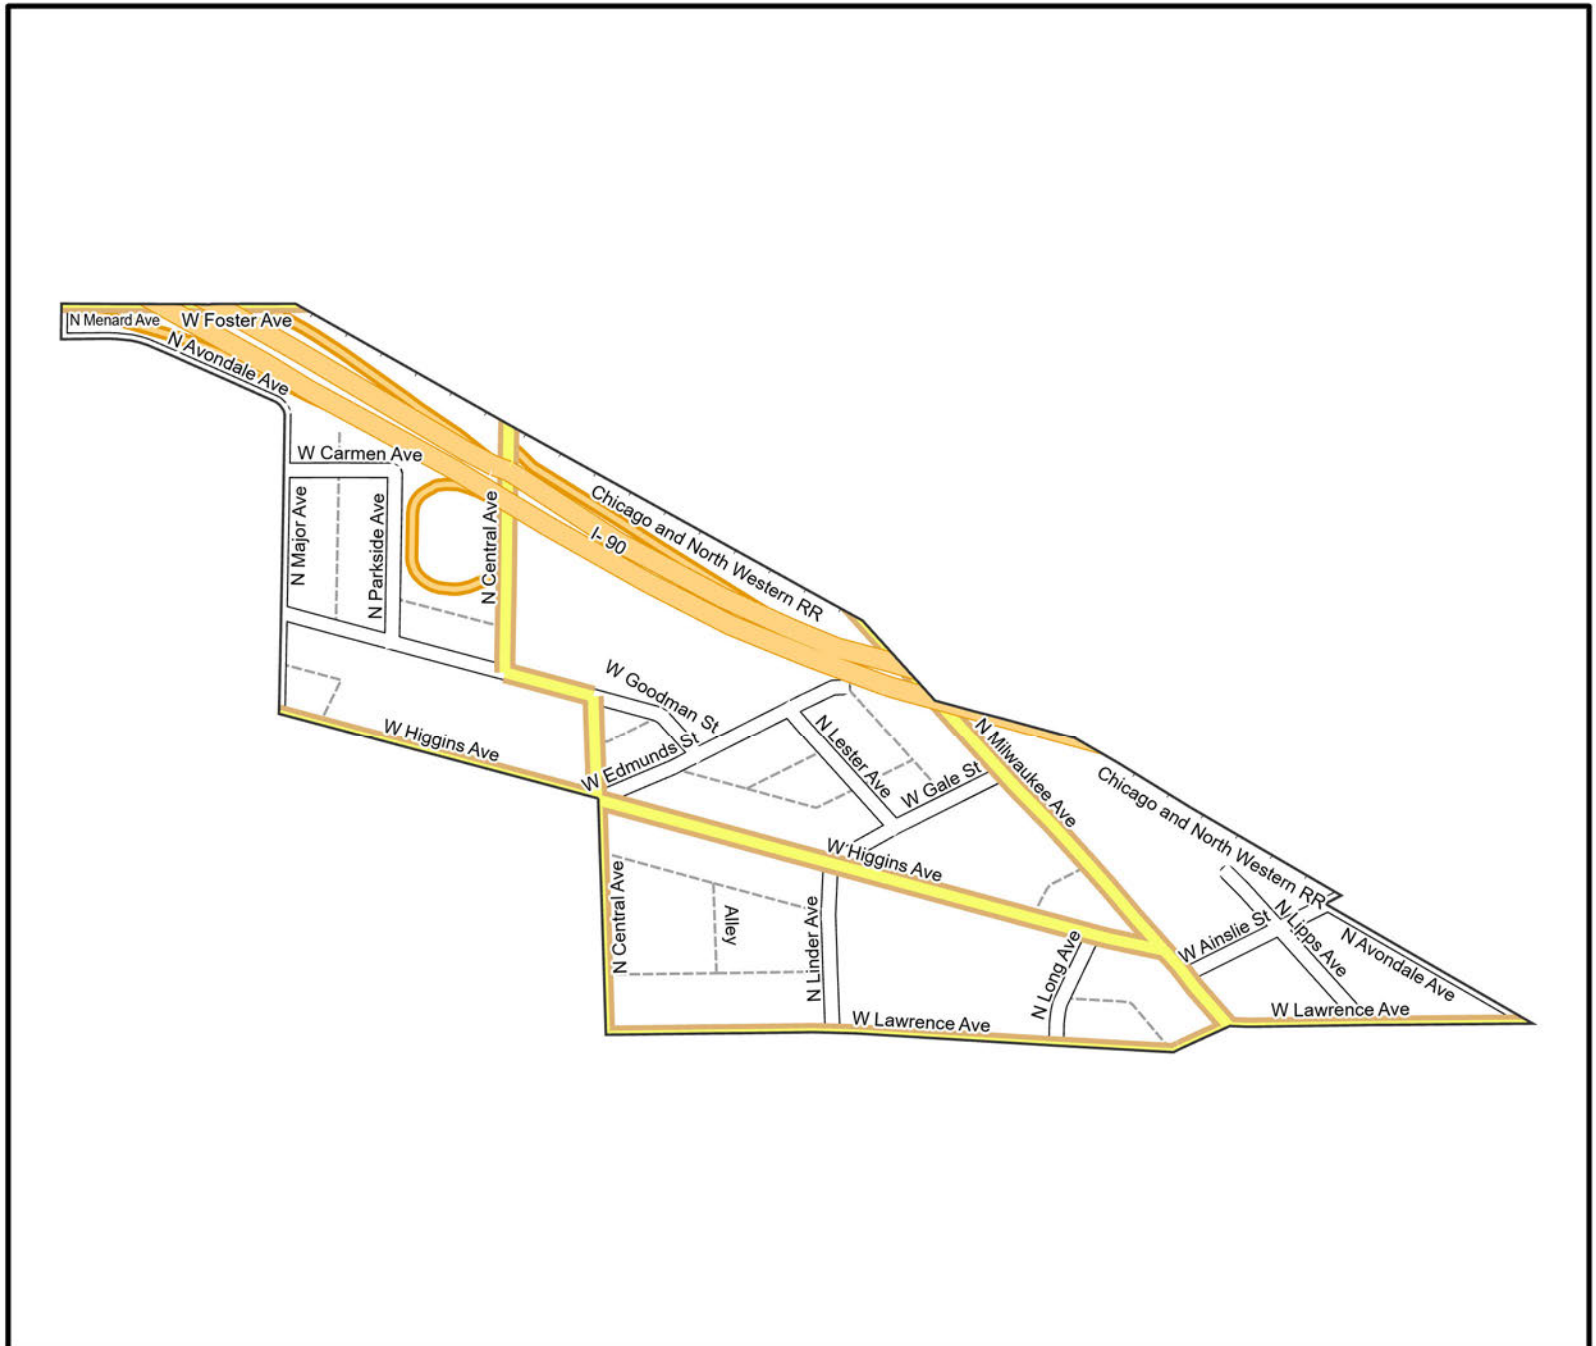 N Menard Ave
W Foster Ave
N Avondale Ave
W Carmen Ave
N Major Ave
N Parkside Ave
N Central Ave
Chicago and North Western RR
I- 90
W Goodman St
W Higgins Ave
W Edmunds St
N Lester Ave
W Gale St
N Milwaukee Ave
Chicago and North Western RR
W Higgins Ave
N Central Ave
Alley
N Linder Ave
N Long Ave
W Ainslie St
N Lipps Ave
N Avondale Ave
W Lawrence Ave
W Lawrence Ave